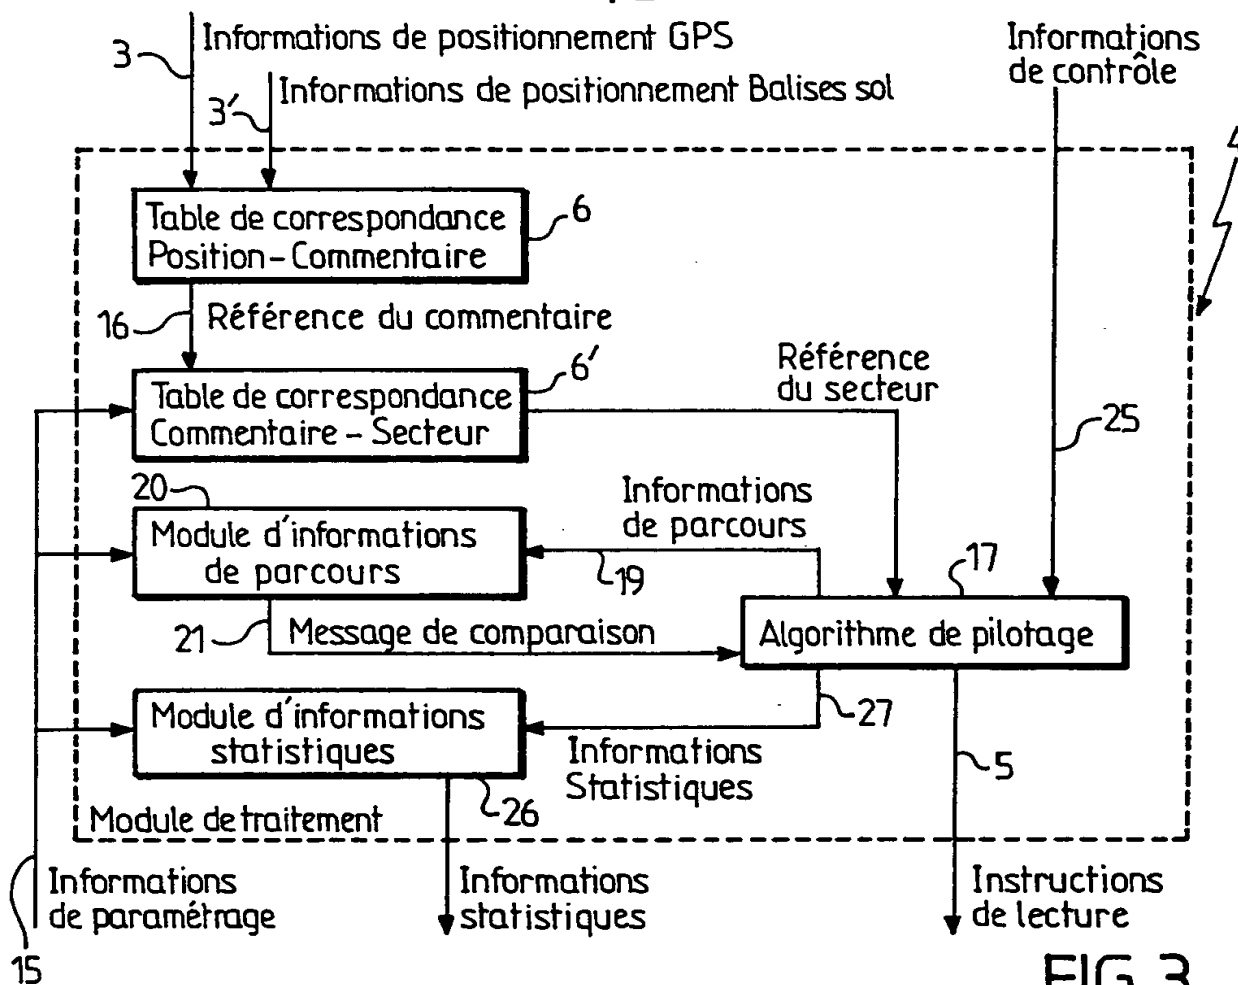 Informations de positionnement GPS
3
Informations de positionnement Balises sol
3'
Informations
de contrôle
Table de correspondance
Position-Commentaire
6
16
Référence du commentaire
Table de correspondance
Commentaire-Secteur
6'
Référence
du secteur
25
20
Module d'informations
de parcours
Informations
de parcours
19
17
21
Message de comparaison
Algorithme de pilotage
Module d'informations
statistiques
27
Informations
Statistiques
5
26
Module de traitement
Informations
de paramétrage
15
Informations
statistiques
Instructions
de lecture
FIG.3